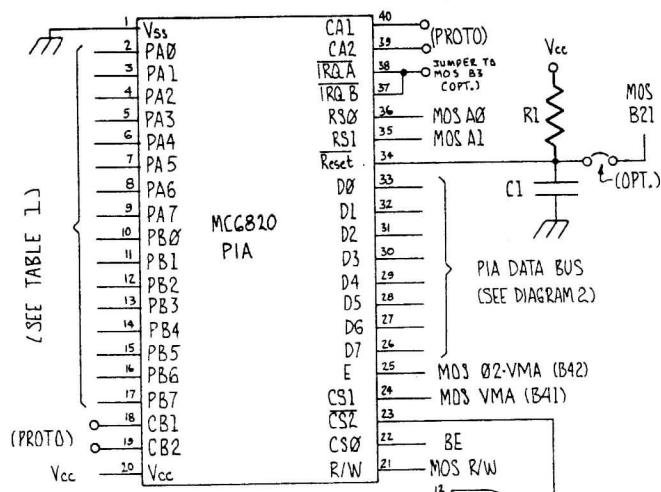 1 Vss
2 PA0
3 PA1
4 PA2
5 PA3
6 PA4
7 PA5
8 PA6
9 PA7
10 PB0
11 PB1
12 PB2
13 PB3
14 PB4
15 PB5
16 PB6
17 PB7
18 CB1
19 CB2
20 Vcc
(SEE TABLE 1)
(PROTO)
Vcc
MC6820
PIA
CA1 40
CA2 39
(PROTO)
IRQA 38
IRQB 37
JUMPER TO
MOS B3
(OPT.)
RS0 36 MOS A0
RS1 35 MOS A1
Reset 34
D0 33
D1 32
D2 31
D3 30
D4 29
D5 28
D6 27
D7 26
E 25 MOS Ø2·VMA (B42)
CS1 24 MOS VMA (B41)
CS2 23
CS0 22 BE
R/W 21 MOS R/W
Vcc
R1
MOS
B21
C1
(OPT.)
PIA DATA BUS
(SEE DIAGRAM 2)
12